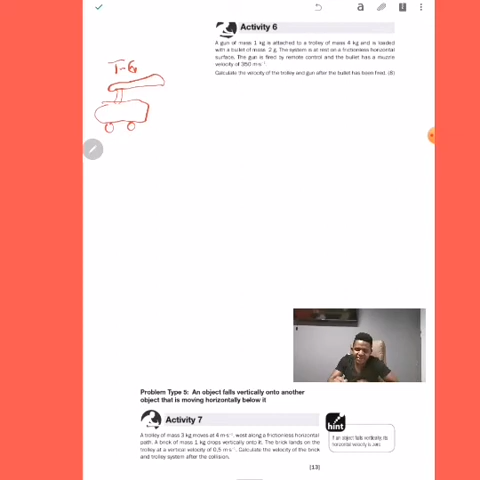 Activity 6
A gun of mass 1 kg is attached to a trolley of mass 4 kg and is loaded
with a bullet of mass 2 g. The system is at rest on a frictionless horizontal
surface. The gun is fired by remote control and the bullet has a muzzle
velocity of 350 m·s⁻¹.
Calculate the velocity of the trolley and gun after the bullet has been fired. (8)
T-G
Problem Type 5: An object falls vertically onto another
object that is moving horizontally below it
Activity 7
A trolley of mass 3 kg moves at 4 m·s⁻¹ west along a frictionless horizontal
path. A brick of mass 1 kg drops vertically onto it. The brick lands on the
trolley at a vertical velocity of 0,5 m·s⁻¹. Calculate the velocity of the brick
and trolley system after the collision.
[13]
hint
If an object falls vertically, its
horizontal velocity is zero.